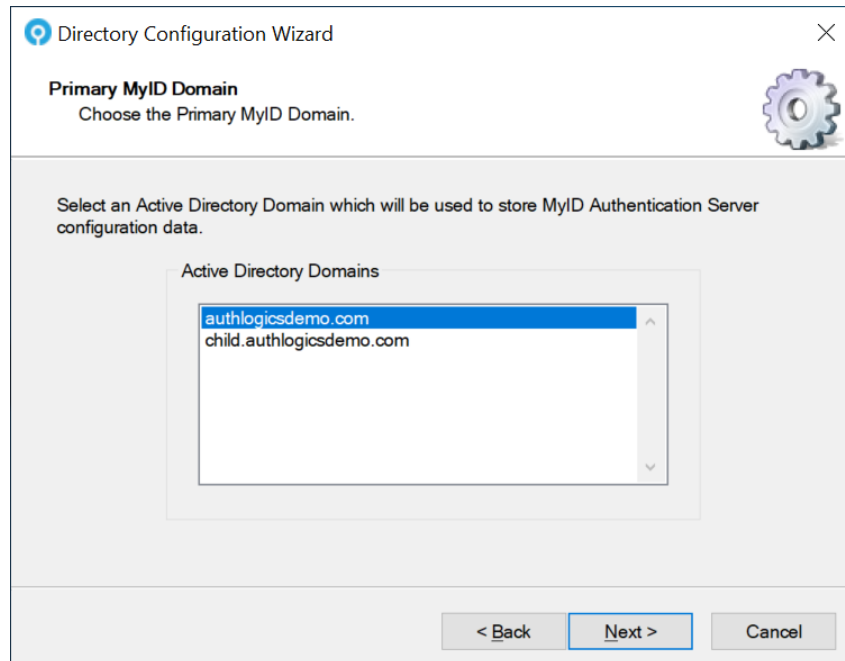 Directory Configuration Wizard
Primary MyID Domain
Choose the Primary MyID Domain.
Select an Active Directory Domain which will be used to store MyID Authentication Server
configuration data.
Active Directory Domains
authlogicsdemo.com
child.authlogicsdemo.com
< Back
Next >
Cancel